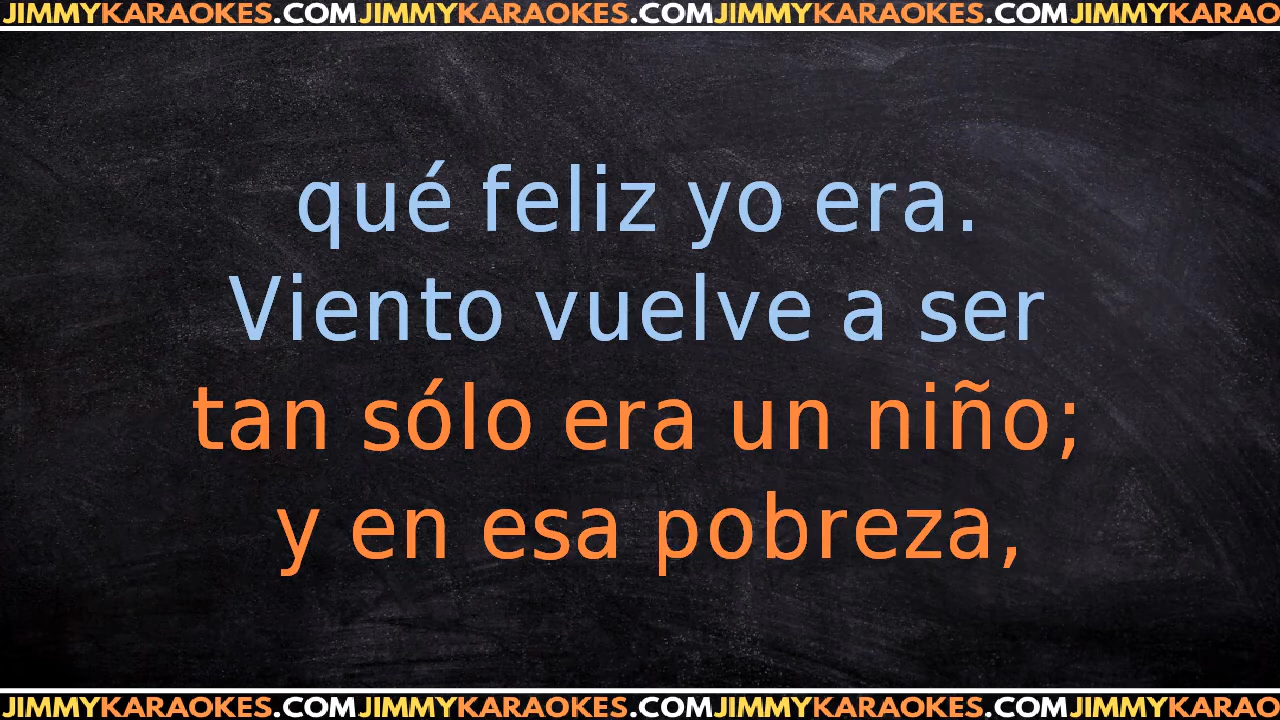 JIMMYKARAOKES.COMJIMMYKARAOKES.COMJIMMYKARAOKES.COMJIMMYKARAO
qué feliz yo era.
Viento vuelve a ser
tan sólo era un niño;
y en esa pobreza,
JIMMYKARAOKES.COMJIMMYKARAOKES.COMJIMMYKARAOKES.COMJIMMYKARAO